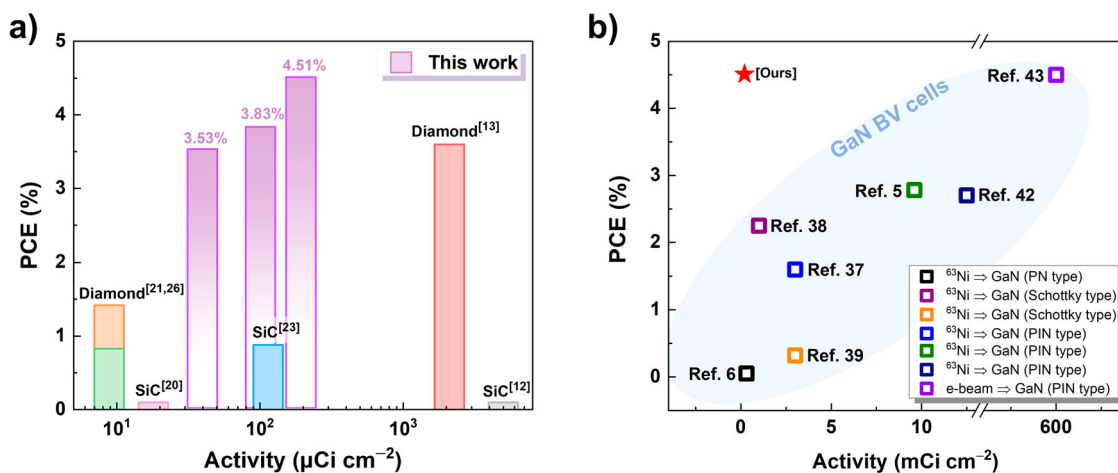 a)
This work
4.51%
3.83%
3.53%
Diamond[13]
Diamond[21,26]
SiC[23]
SiC[20]
SiC[12]
PCE (%)
5
4
3
2
1
0
10¹
10²
10³
Activity (µCi cm⁻²)
b)
[Ours]
Ref. 43
GaN BV cells
Ref. 5
Ref. 42
Ref. 38
Ref. 37
Ref. 39
Ref. 6
⁶³Ni ⇒ GaN (PN type)
⁶³Ni ⇒ GaN (Schottky type)
⁶³Ni ⇒ GaN (Schottky type)
⁶³Ni ⇒ GaN (PIN type)
⁶³Ni ⇒ GaN (PIN type)
⁶³Ni ⇒ GaN (PIN type)
e-beam ⇒ GaN (PIN type)
PCE (%)
5
4
3
2
1
0
0
5
10
600
Activity (mCi cm⁻²)